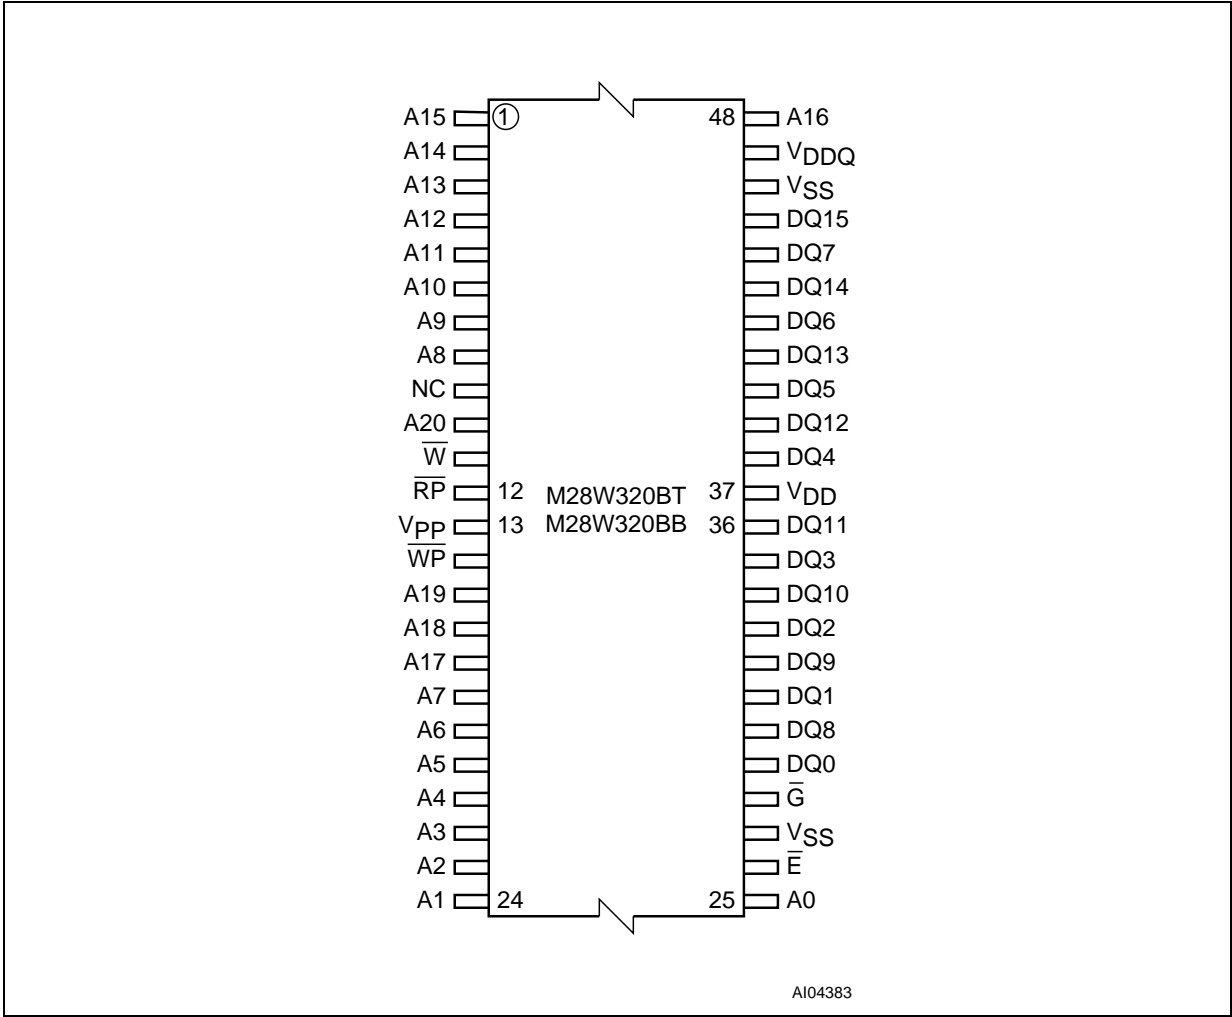 A15 1 48 A16
A14 VDDQ
A13 VSS
A12 DQ15
A11 DQ7
A10 DQ14
A9 DQ6
A8 DQ13
NC DQ5
A20 DQ12
W̅ DQ4
R̅P̅ 12 M28W320BT 37 VDD
VPP 13 M28W320BB 36 DQ11
W̅P̅ DQ3
A19 DQ10
A18 DQ2
A17 DQ9
A7 DQ1
A6 DQ8
A5 DQ0
A4 G̅
A3 VSS
A2 E̅
A1 24 25 A0
AI04383